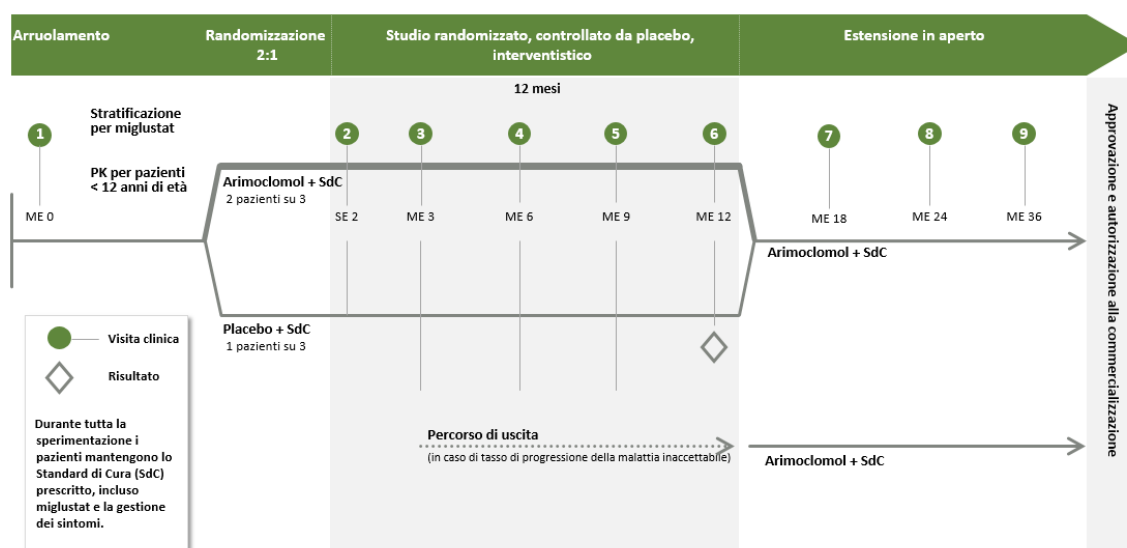 Arruolamento
Randomizzazione
2:1
Studio randomizzato, controllato da placebo,
interventistico
Estensione in aperto
12 mesi
Stratificazione
per miglustat
PK per pazienti
< 12 anni di età
1
2
3
4
5
6
7
8
9
Arimoclomol + SdC
2 pazienti su 3
ME 0
SE 2
ME 3
ME 6
ME 9
ME 12
ME 18
ME 24
ME 36
Arimoclomol + SdC
Placebo + SdC
1 pazienti su 3
Visita clinica
Risultato
Durante tutta la
sperimentazione i
pazienti mantengono lo
Standard di Cura (SdC)
prescritto, incluso
miglustat e la gestione
dei sintomi.
Percorso di uscita
(in caso di tasso di progressione della malattia inaccettabile)
Arimoclomol + SdC
Approvazione e autorizzazione alla commercializzazione